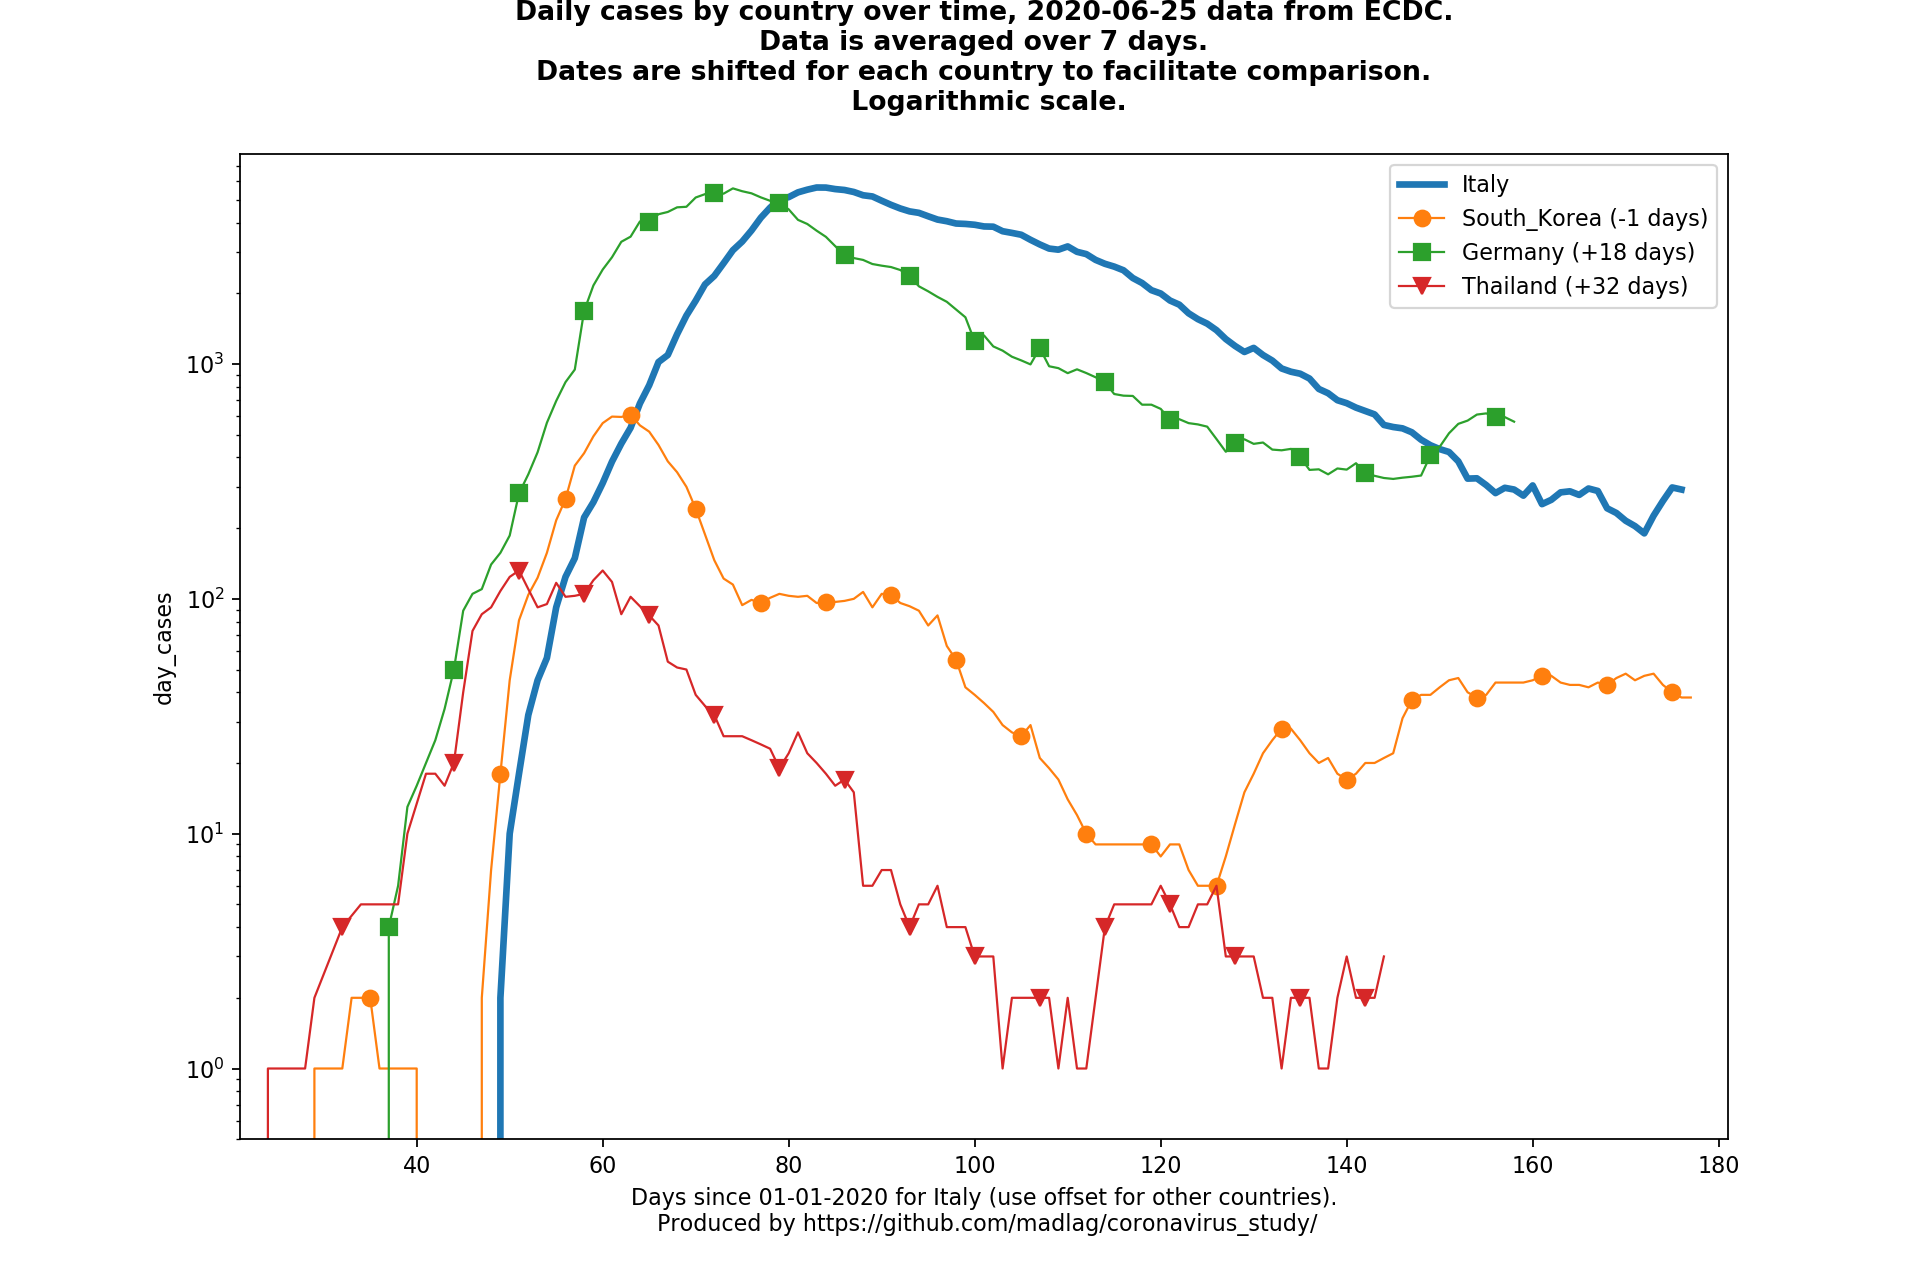 Daily cases by country over time, 2020-06-25 data from ECDC.
Data is averaged over 7 days.
Dates are shifted for each country to facilitate comparison.
Logarithmic scale.
Italy
South_Korea (-1 days)
Germany (+18 days)
Thailand (+32 days)
day_cases
10³
10²
10¹
10⁰
40 60 80 100 120 140 160 180
Days since 01-01-2020 for Italy (use offset for other countries).
Produced by https://github.com/madlag/coronavirus_study/